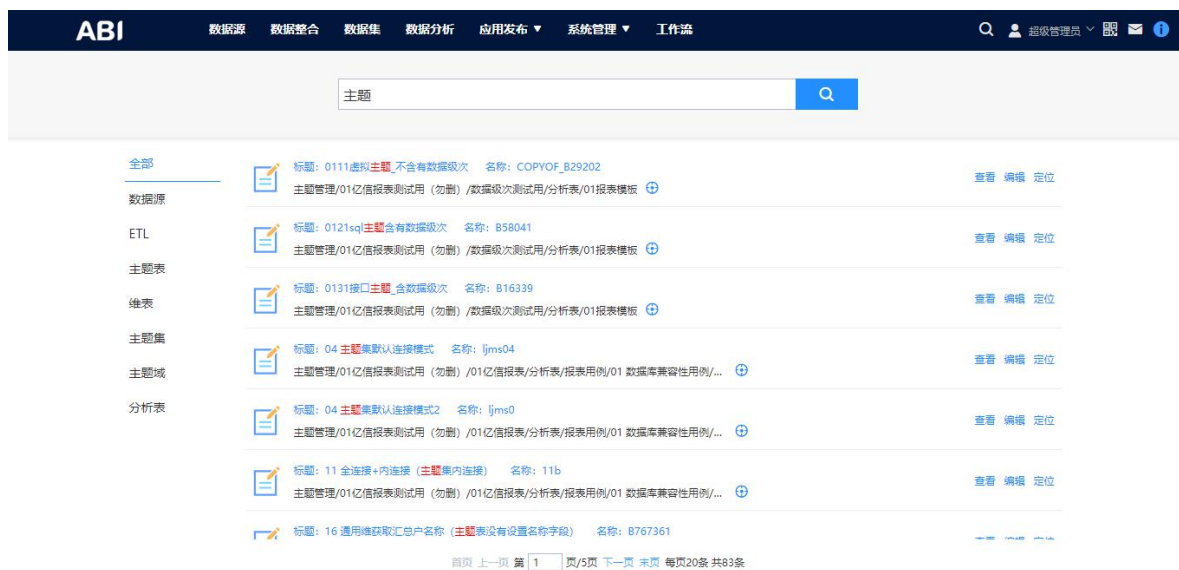 ABI 数据源 数据整合 数据集 数据分析 应用发布 ▼ 系统管理 ▼ 工作流 超级管理员
主题
全部
数据源
ETL
主题表
维表
主题集
主题域
分析表
标题：0111虚拟主题_不含有数据级次 名称：COPYOF_B29202
主题管理/01亿信报表测试用（勿删）/数据级次测试用/分析表/01报表模板
查看 编辑 定位
标题：0121sql主题含有数据级次 名称：B58041
主题管理/01亿信报表测试用（勿删）/数据级次测试用/分析表/01报表模板
查看 编辑 定位
标题：0131接口主题_含数据级次 名称：B16339
主题管理/01亿信报表测试用（勿删）/数据级次测试用/分析表/01报表模板
查看 编辑 定位
标题：04 主题集默认连接模式 名称：ljms04
主题管理/01亿信报表测试用（勿删）/01亿信报表/分析表/报表用例/01 数据库兼容性用例/...
查看 编辑 定位
标题：04 主题集默认连接模式2 名称：ljms0
主题管理/01亿信报表测试用（勿删）/01亿信报表/分析表/报表用例/01 数据库兼容性用例/...
查看 编辑 定位
标题：11 全连接+内连接（主题集内连接） 名称：11b
主题管理/01亿信报表测试用（勿删）/01亿信报表/分析表/报表用例/01 数据库兼容性用例/...
查看 编辑 定位
标题：16 通用维获取汇总户名称（主题表没有设置名称字段） 名称：B767361
首页 上一页 第 1 页/5页 下一页 末页 每页20条 共83条